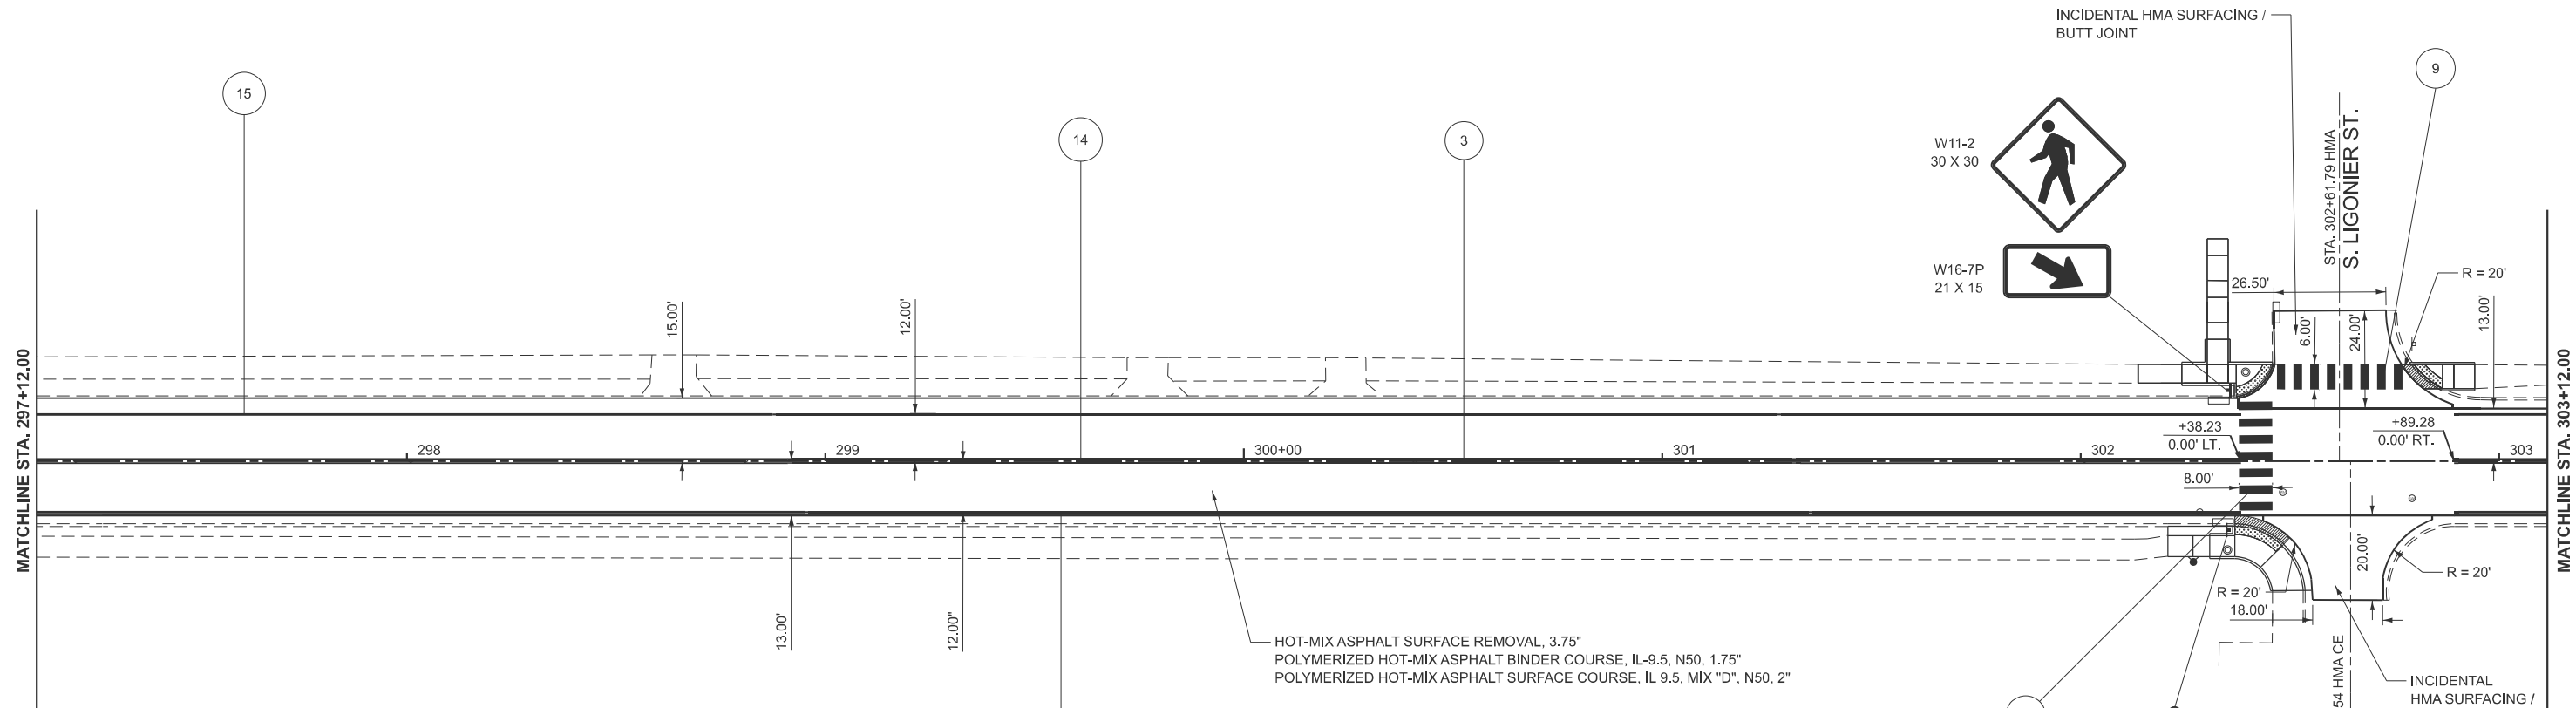 INCIDENTAL HMA SURFACING /
BUTT JOINT
15
14
3
9
W11-2
30 X 30
W16-7P
21 X 15
STA. 302+61.79 HMA
S. LIGONIER ST.
R = 20'
26.50'
6.00'
24.00'
13.00'
15.00'
12.00'
MATCHLINE STA. 297+12.00
MATCHLINE STA. 303+12.00
298
299
300+00
301
302
303
+38.23
0.00' LT.
+89.28
0.00' RT.
8.00'
20.00'
R = 20'
R = 20'
18.00'
13.00'
12.00"
HOT-MIX ASPHALT SURFACE REMOVAL, 3.75"
POLYMERIZED HOT-MIX ASPHALT BINDER COURSE, IL-9.5, N50, 1.75"
POLYMERIZED HOT-MIX ASPHALT SURFACE COURSE, IL 9.5, MIX "D", N50, 2"
54 HMA CE
INCIDENTAL
HMA SURFACING /